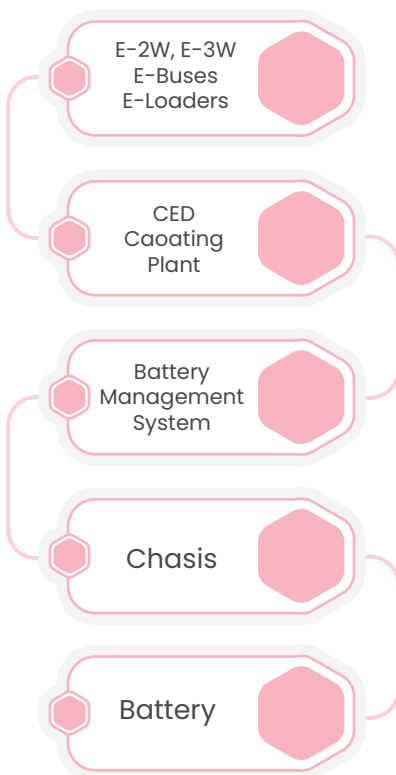 E-2W, E-3W
E-Buses
E-Loaders
CED
Caoating
Plant
Battery
Management
System
Chasis
Battery